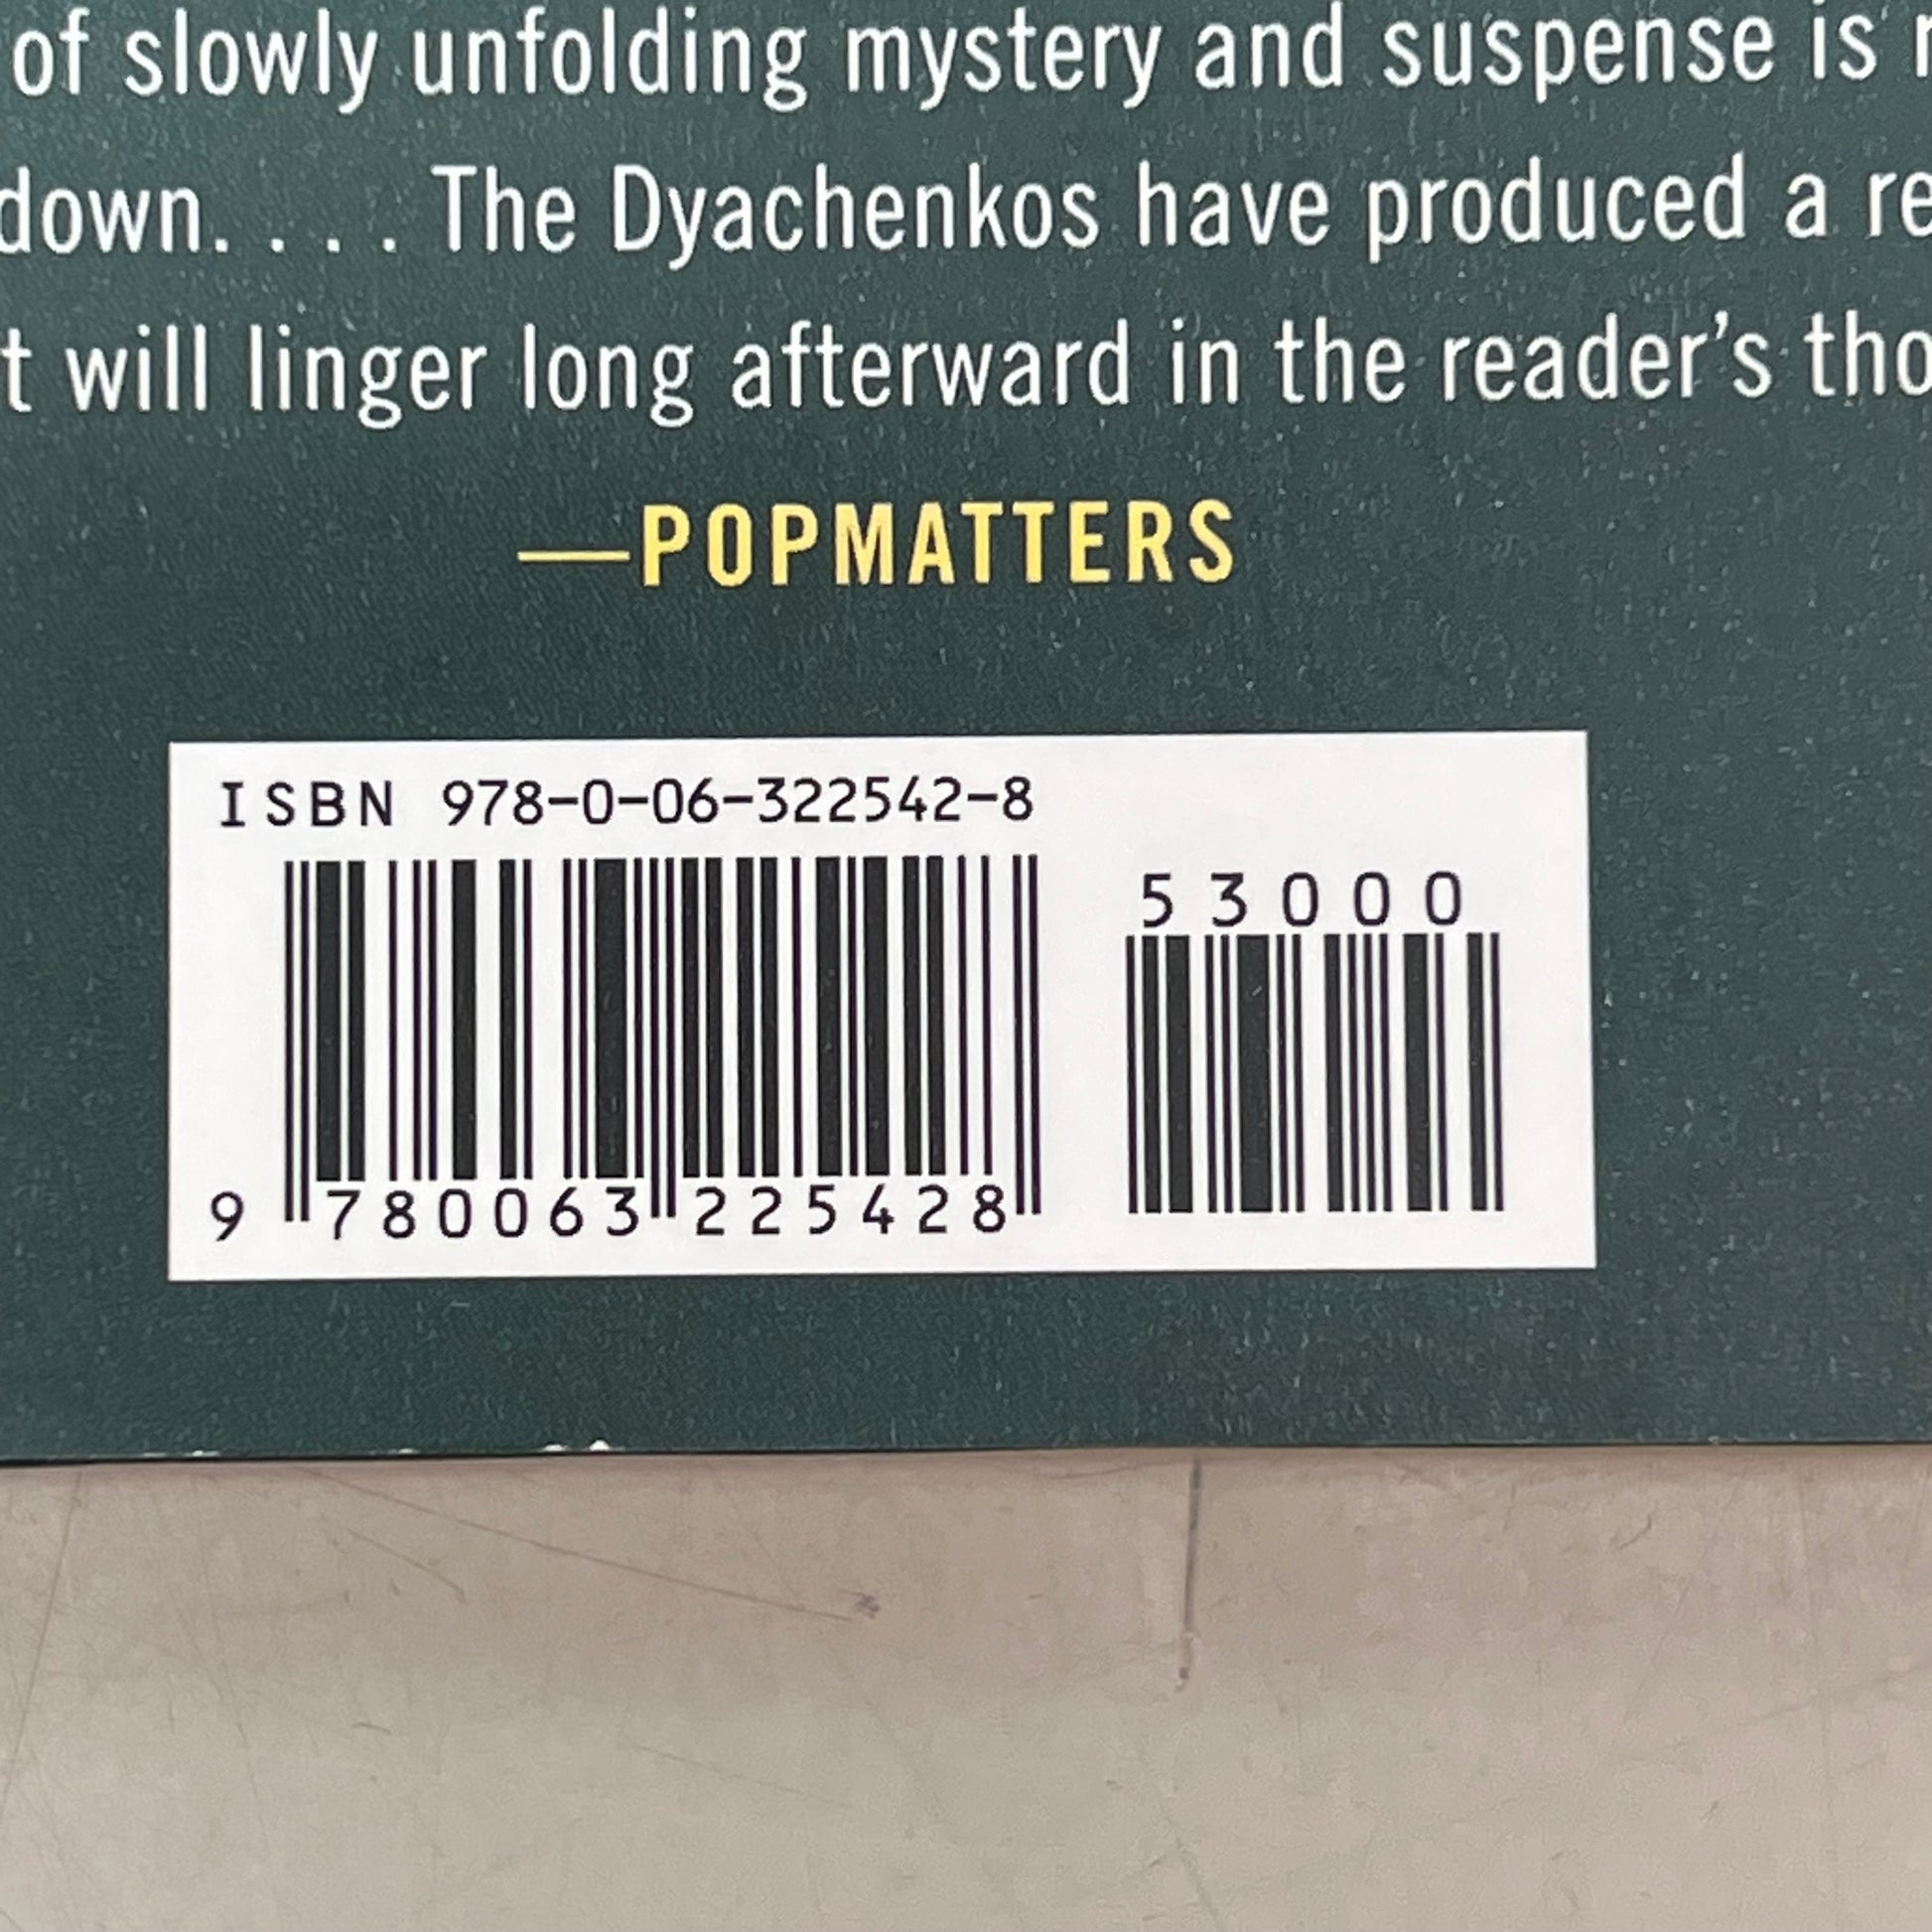 of slowly unfolding mystery and suspense is
down. . . . The Dyachenkos have produced a
will linger long afterward in the reader's
—POPMATTERS
ISBN 978-0-06-322542-8
53000
9 780063 225428